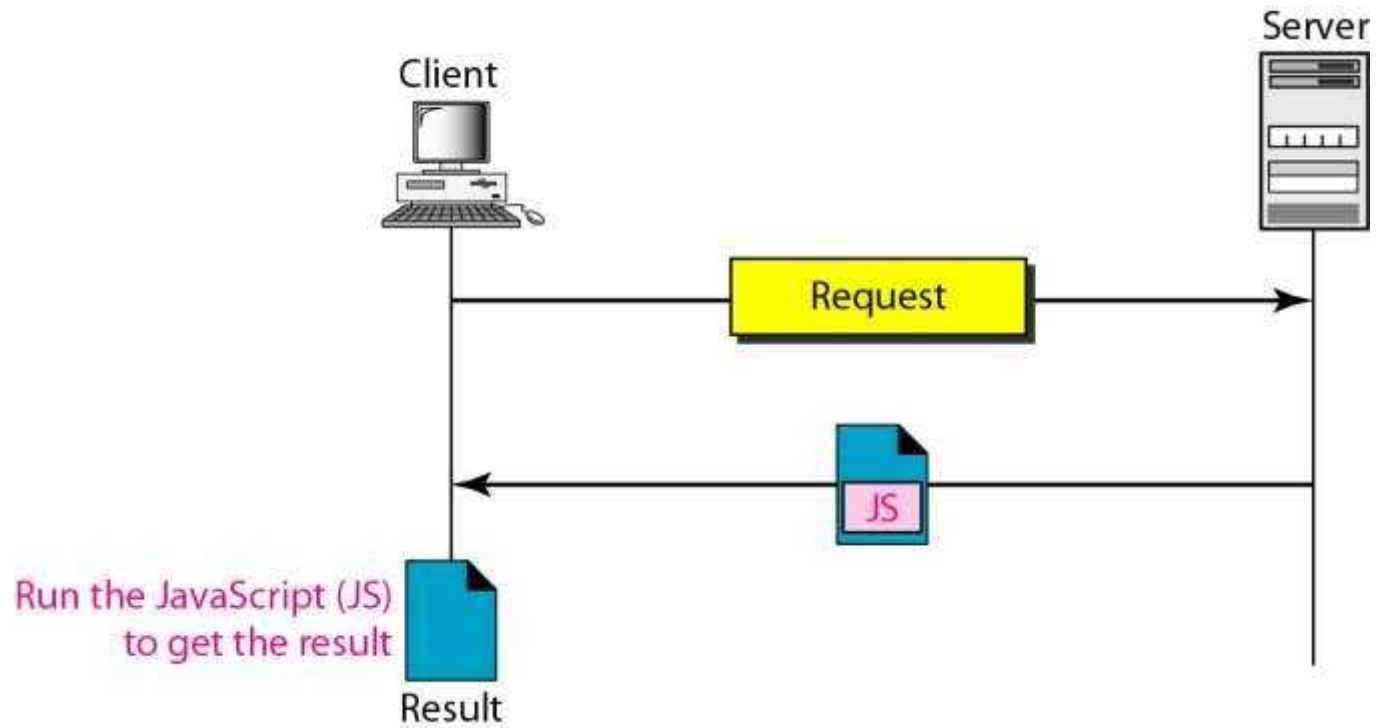 Server
Client
Request
JS
Run the JavaScript (JS)
to get the result
Result